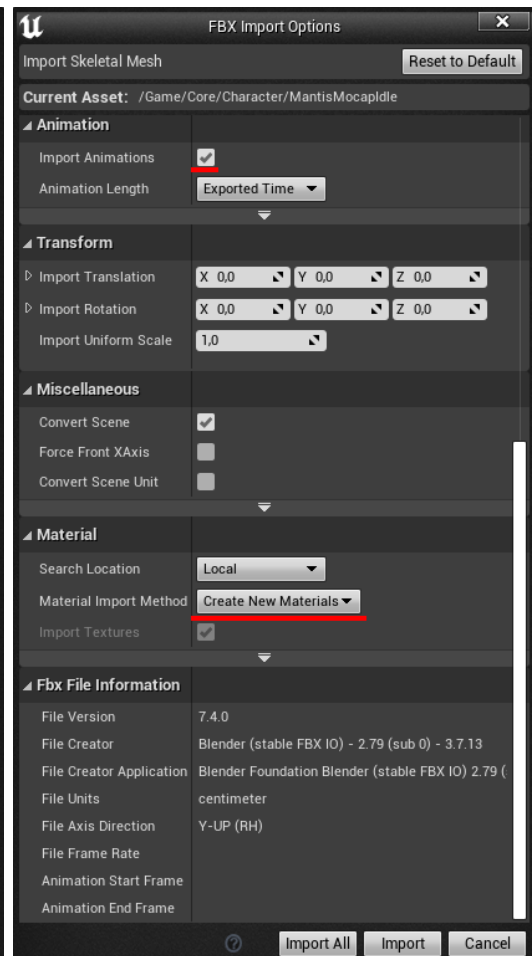 FBX Import Options
Import Skeletal Mesh Reset to Default
Current Asset: /Game/Core/Character/MantisMocapIdle
Animation
Import Animations
Animation Length Exported Time
Transform
Import Translation X 0,0 Y 0,0 Z 0,0
Import Rotation X 0,0 Y 0,0 Z 0,0
Import Uniform Scale 1,0
Miscellaneous
Convert Scene
Force Front XAxis
Convert Scene Unit
Material
Search Location Local
Material Import Method Create New Materials
Import Textures
Fbx File Information
File Version 7.4.0
File Creator Blender (stable FBX IO) - 2.79 (sub 0) - 3.7.13
File Creator Application Blender Foundation Blender (stable FBX IO) 2.79 (
File Units centimeter
File Axis Direction Y-UP (RH)
File Frame Rate
Animation Start Frame
Animation End Frame
? Import All Import Cancel